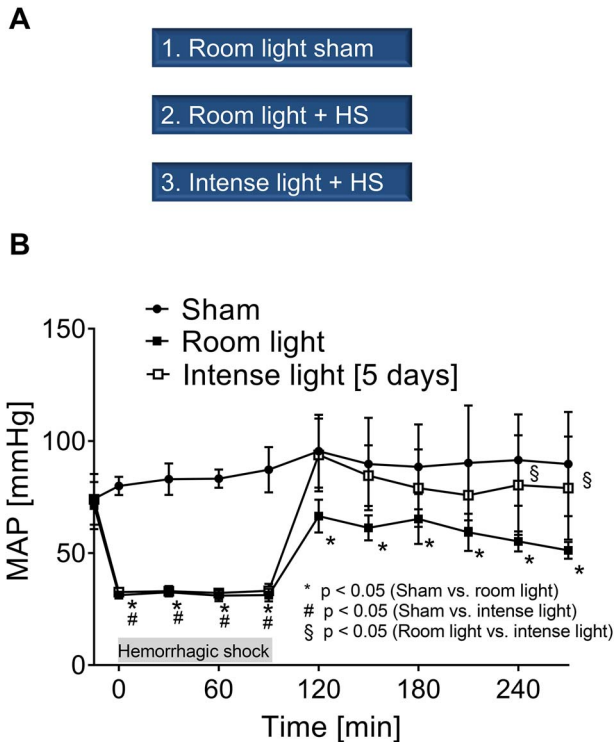 A
1. Room light sham
2. Room light + HS
3. Intense light + HS
B
Sham
Room light
Intense light [5 days]
150
100
50
0
MAP [mmHg]
§
§
*
*
*
*
*
*
* * * *
# # # #
* p < 0.05 (Sham vs. room light)
# p < 0.05 (Sham vs. intense light)
§ p < 0.05 (Room light vs. intense light)
Hemorrhagic shock
0 60 120 180 240
Time [min]